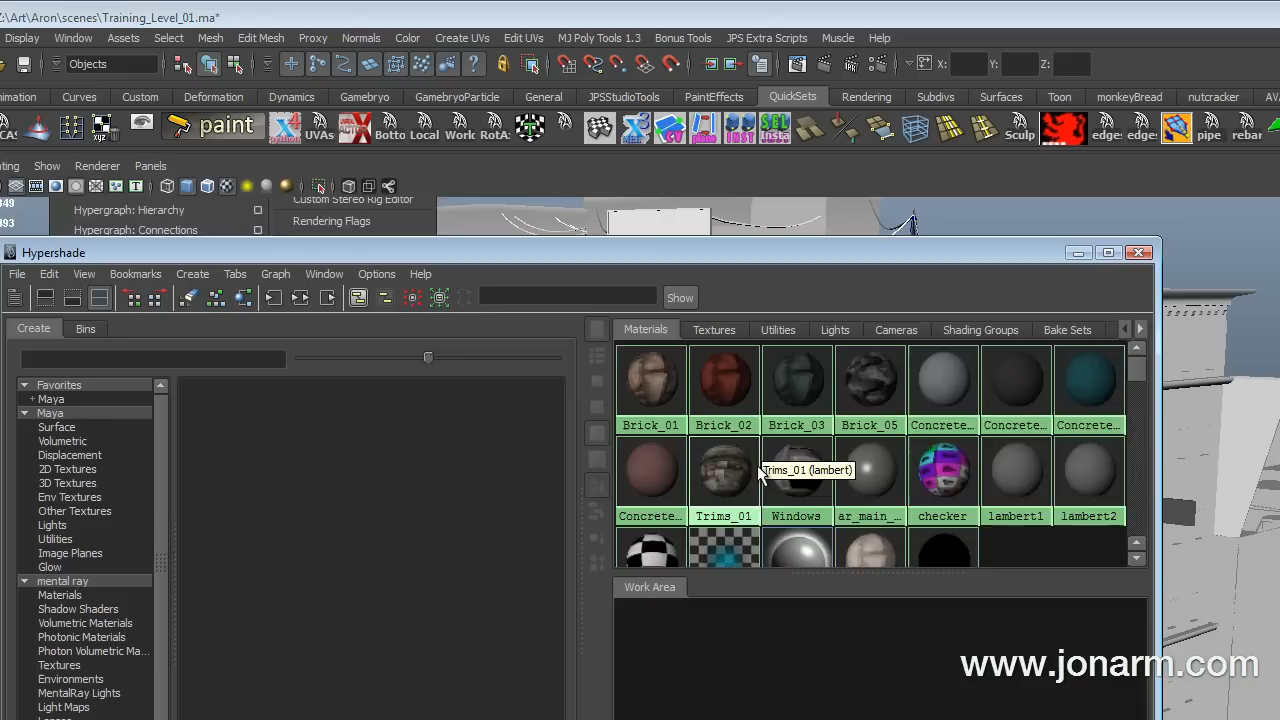 :\Art\Aron\scenes\Training_Level_01.ma*
Display Window Assets Select Mesh Edit Mesh Proxy Normals Color Create UVs Edit UVs MJ Poly Tools 1.3 Bonus Tools JPS Extra Scripts Muscle Help
Objects X: Y: Z:
nimation Curves Custom Deformation Dynamics Gamebryo GamebryoParticle General JPSStudioTools PaintEffects QuickSets Rendering Subdivs Surfaces Toon monkeyBread nutcracker AVA
CAS paint UVAs Botto Local Work RotA: Sculp edge: edge: pipe rebar
ting Show Renderer Panels
349 Hypergraph: Hierarchy Custom Stereo Rig Editor
493 Hypergraph: Connections Rendering Flags
Hypershade
File Edit View Bookmarks Create Tabs Graph Window Options Help
Show
Create Bins Materials Textures Utilities Lights Cameras Shading Groups Bake Sets
Favorites
+ Maya
Maya
Surface
Volumetric
Displacement
2D Textures
3D Textures
Env Textures
Other Textures
Lights
Utilities
Image Planes
Glow
mental ray
Materials
Shadow Shaders
Volumetric Materials
Photonic Materials
Photon Volumetric Ma...
Textures
Environments
MentalRay Lights
Light Maps
Brick_01 Brick_02 Brick_03 Brick_05 Concrete... Concrete... Concrete...
Trims_01 (lambert)
Concrete... Trims_01 Windows ar_main_... checker lambert1 lambert2
Work Area
www.jonarm.com